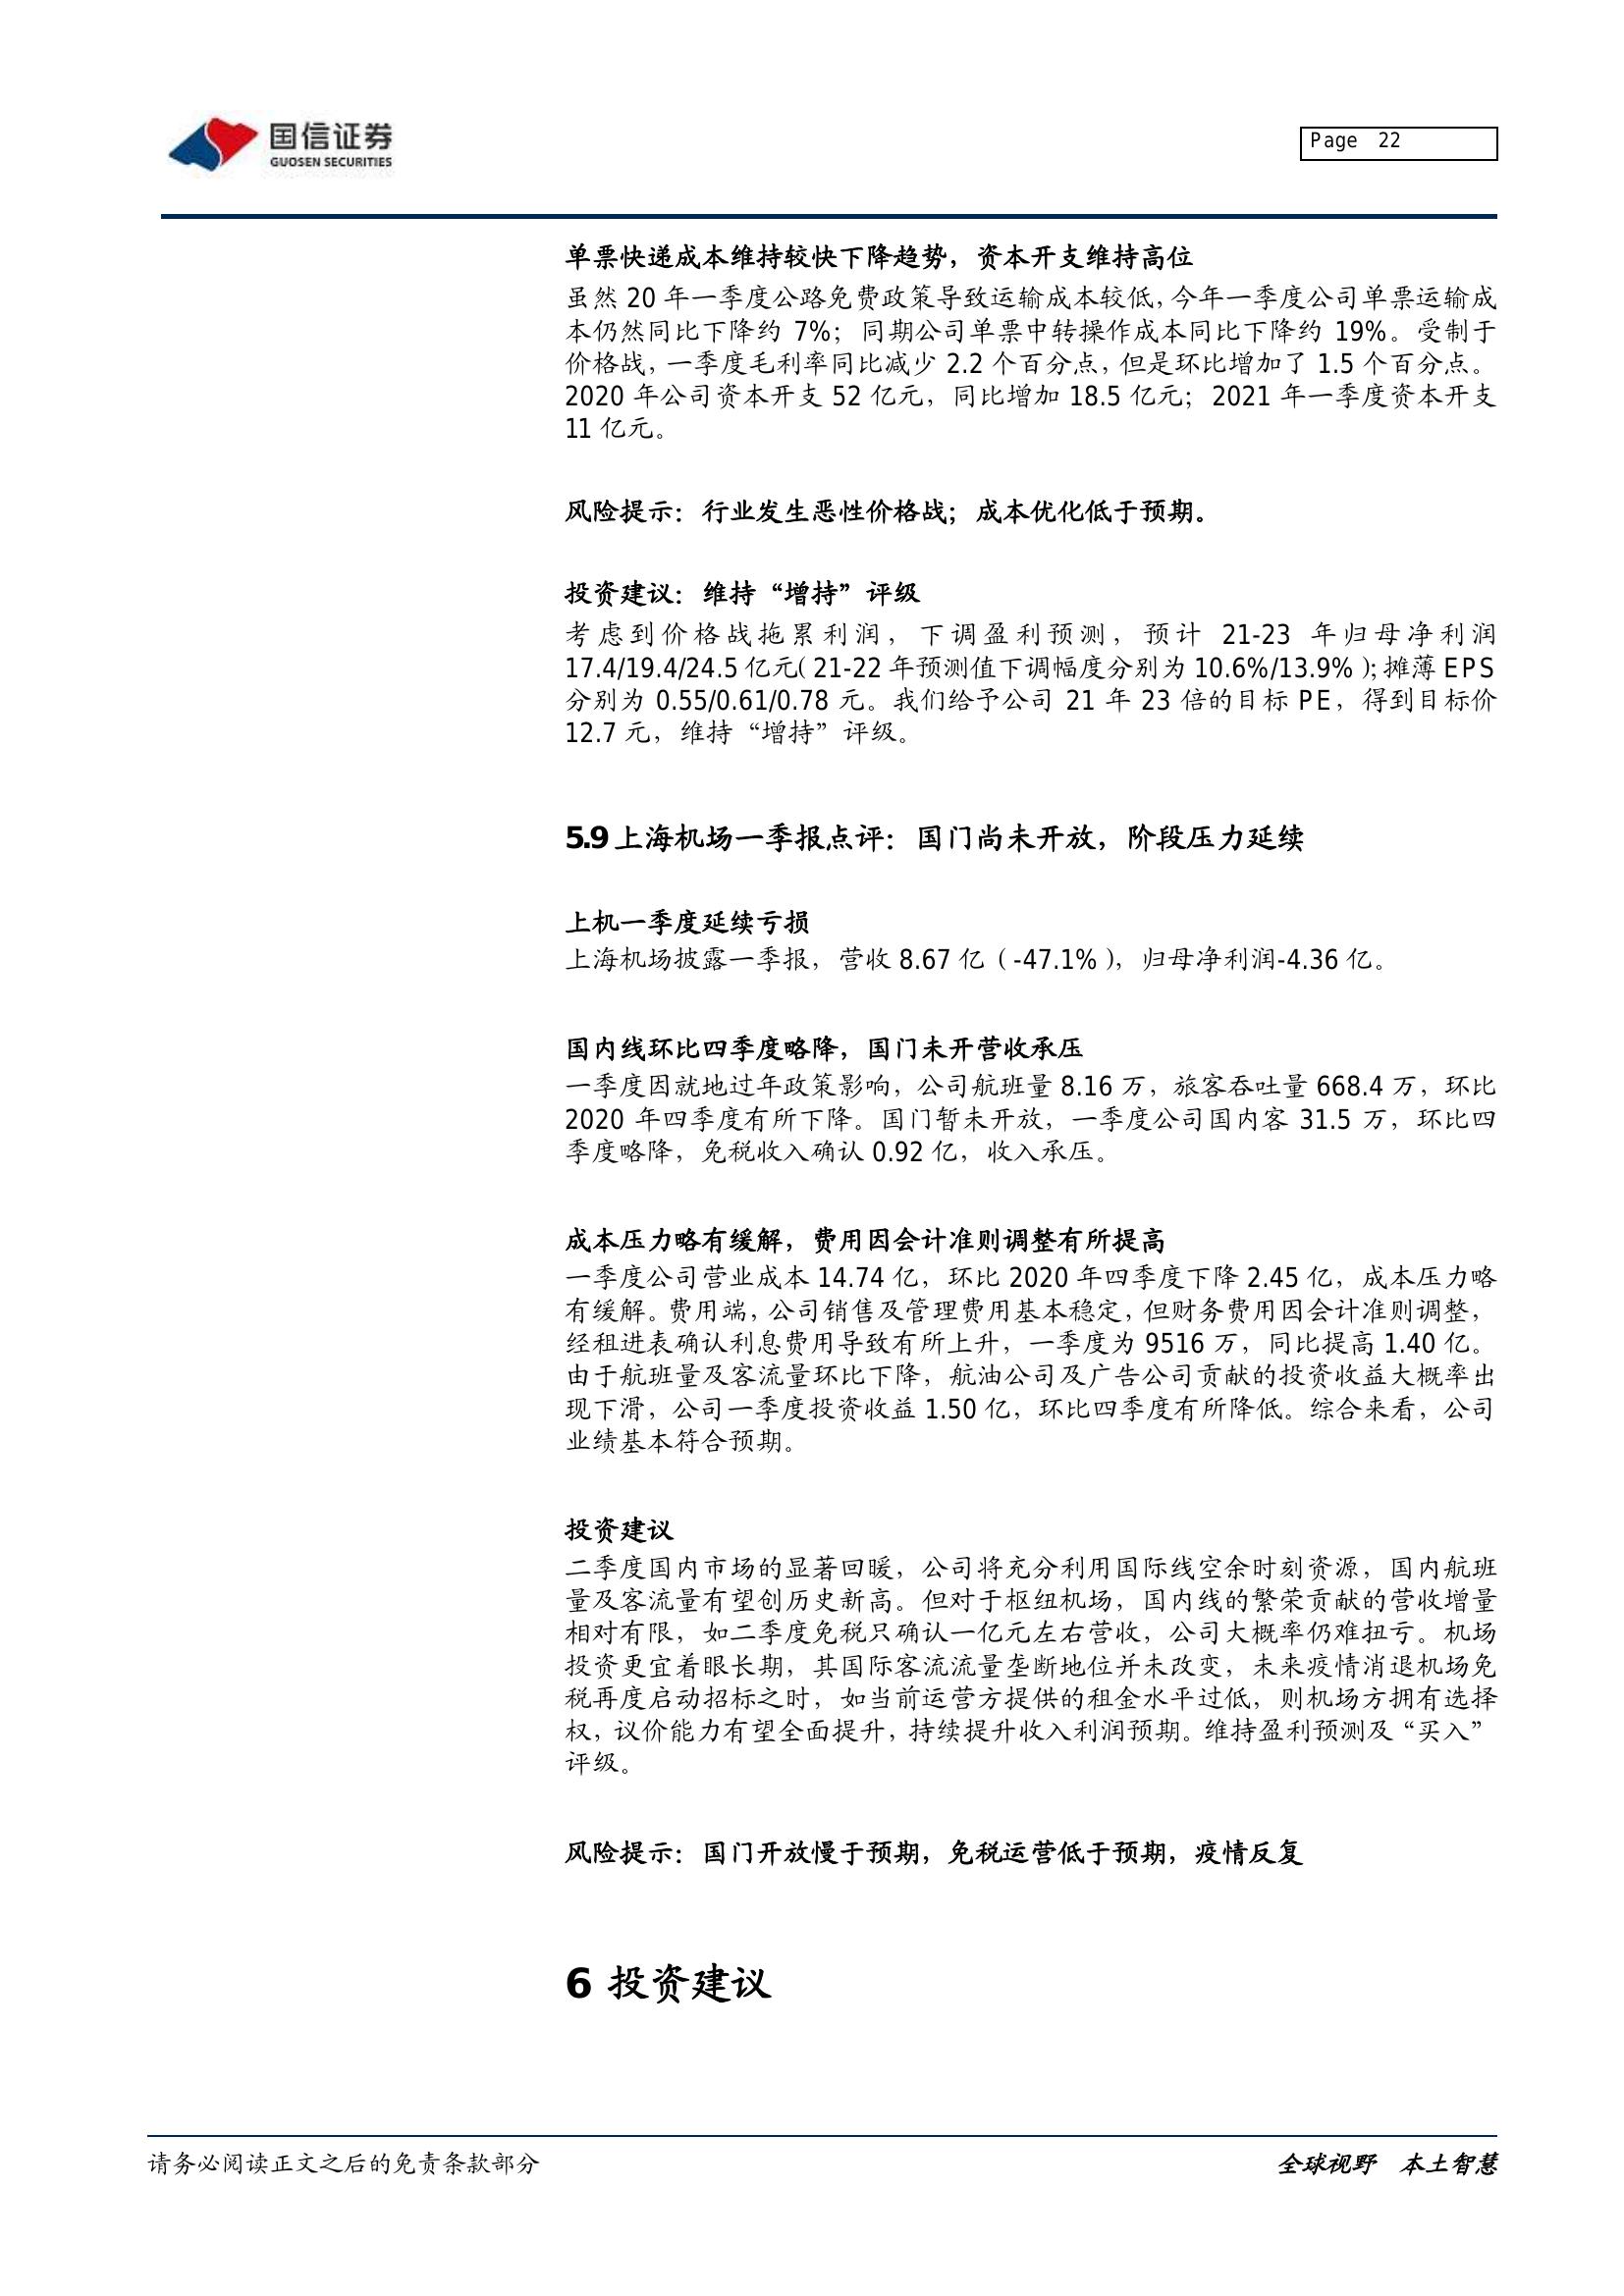 国信证券
GUOSEN SECURITIES
Page 22
单票快递成本维持较快下降趋势，资本开支维持高位
虽然 20 年一季度公路免费政策导致运输成本较低，今年一季度公司单票运输成
本仍然同比下降约 7%；同期公司单票中转操作成本同比下降约 19%。受制于
价格战，一季度毛利率同比减少 2.2 个百分点，但是环比增加了 1.5 个百分点。
2020 年公司资本开支 52 亿元，同比增加 18.5 亿元；2021 年一季度资本开支
11 亿元。
风险提示：行业发生恶性价格战；成本优化低于预期。
投资建议：维持“增持”评级
考虑到价格战拖累利润，下调盈利预测，预计 21-23 年归母净利润
17.4/19.4/24.5 亿元（21-22 年预测值下调幅度分别为 10.6%/13.9%）；摊薄 EPS
分别为 0.55/0.61/0.78 元。我们给予公司 21 年 23 倍的目标 PE，得到目标价
12.7 元，维持“增持”评级。
5.9 上海机场一季报点评：国门尚未开放，阶段压力延续
上机一季度延续亏损
上海机场披露一季报，营收 8.67 亿（-47.1%），归母净利润-4.36 亿。
国内线环比四季度略降，国门未开营收承压
一季度因就地过年政策影响，公司航班量 8.16 万，旅客吞吐量 668.4 万，环比
2020 年四季度有所下降。国门暂未开放，一季度公司国内客 31.5 万，环比四
季度略降，免税收入确认 0.92 亿，收入承压。
成本压力略有缓解，费用因会计准则调整有所提高
一季度公司营业成本 14.74 亿，环比 2020 年四季度下降 2.45 亿，成本压力略
有缓解。费用端，公司销售及管理费用基本稳定，但财务费用因会计准则调整，
经租进表确认利息费用导致有所上升，一季度为 9516 万，同比提高 1.40 亿。
由于航班量及客流量环比下降，航油公司及广告公司贡献的投资收益大概率出
现下滑，公司一季度投资收益 1.50 亿，环比四季度有所降低。综合来看，公司
业绩基本符合预期。
投资建议
二季度国内市场的显著回暖，公司将充分利用国际线空余时刻资源，国内航班
量及客流量有望创历史新高。但对于枢纽机场，国内线的繁荣贡献的营收增量
相对有限，如二季度免税只确认一亿元左右营收，公司大概率仍难扭亏。机场
投资更宜着眼长期，其国际客流流量垄断地位并未改变，未来疫情消退机场免
税再度启动招标之时，如当前运营方提供的租金水平过低，则机场方拥有选择
权，议价能力有望全面提升，持续提升收入利润预期。维持盈利预测及“买入”
评级。
风险提示：国门开放慢于预期，免税运营低于预期，疫情反复
6 投资建议
请务必阅读正文之后的免责条款部分
全球视野 本土智慧